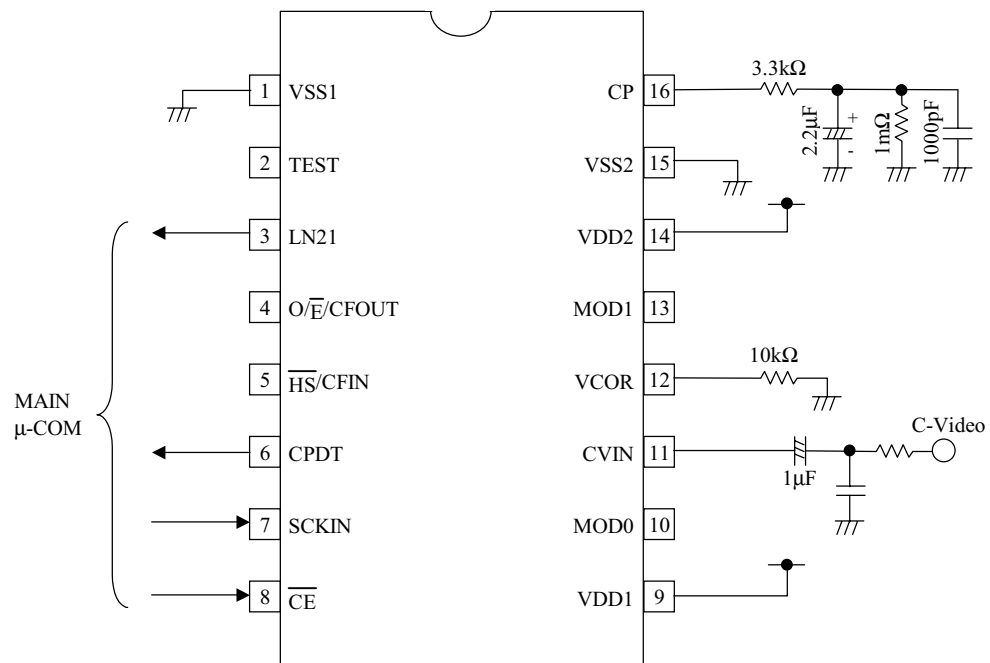 1 VSS1
2 TEST
3 LN21
4 O/E/CFOUT
5 HS/CFIN
6 CPDT
7 SCKIN
8 CE
MAIN
μ-COM
CP 16
VSS2 15
VDD2 14
MOD1 13
VCOR 12
CVIN 11
MOD0 10
VDD1 9
3.3kΩ
2.2μF
+
-
1mΩ
1000pF
10kΩ
C-Video
1μF